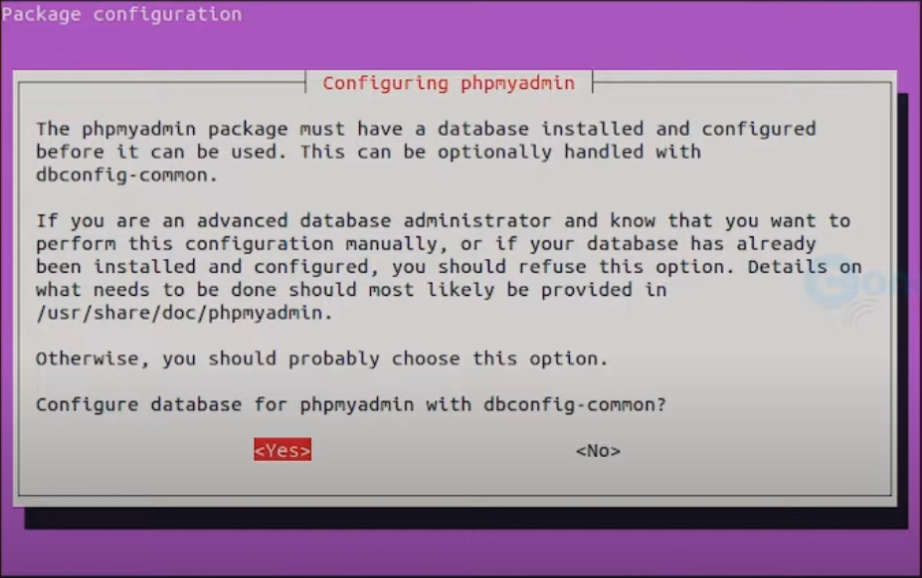 Package configuration
Configuring phpmyadmin
The phpmyadmin package must have a database installed and configured
before it can be used. This can be optionally handled with
dbconfig-common.
If you are an advanced database administrator and know that you want to
perform this configuration manually, or if your database has already
been installed and configured, you should refuse this option. Details on
what needs to be done should most likely be provided in
/usr/share/doc/phpmyadmin.
Otherwise, you should probably choose this option.
Configure database for phpmyadmin with dbconfig-common?
<Yes> <No>